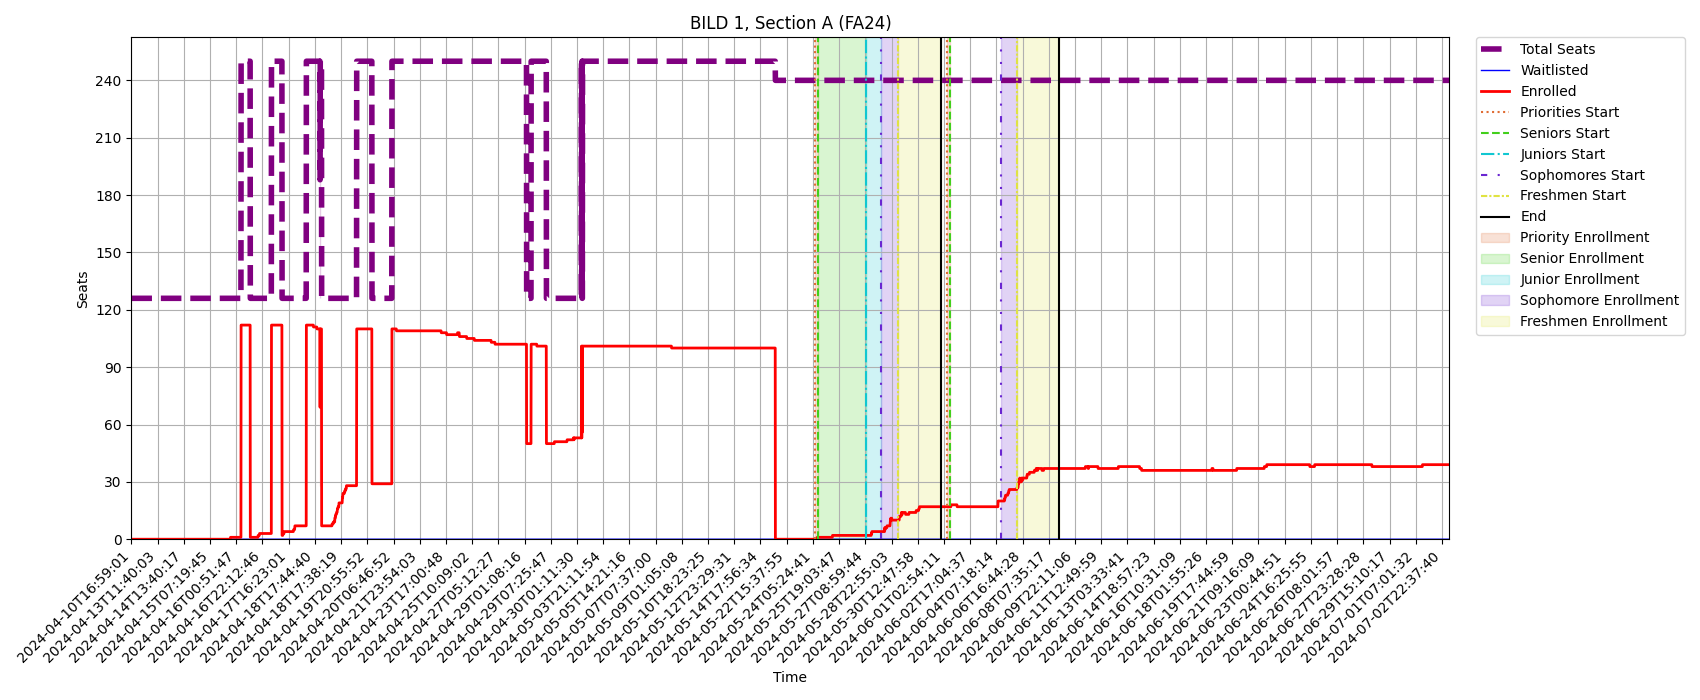 BILD 1, Section A (FA24)
Seats
240
210
180
150
120
90
60
30
0
2024-04-10T16:59:01
2024-04-13T11:40:03
2024-04-14T13:40:17
2024-04-15T07:19:45
2024-04-16T00:51:47
2024-04-16T22:12:46
2024-04-17T16:23:01
2024-04-18T17:44:40
2024-04-18T17:38:19
2024-04-19T20:55:52
2024-04-20T06:46:52
2024-04-21T23:54:03
2024-04-23T17:00:48
2024-04-25T10:09:02
2024-04-27T05:12:27
2024-04-29T01:08:16
2024-04-29T07:25:47
2024-04-30T01:11:30
2024-05-03T21:11:54
2024-05-05T14:21:16
2024-05-07T07:37:00
2024-05-09T01:05:08
2024-05-10T18:23:25
2024-05-12T23:29:31
2024-05-14T17:56:34
2024-05-22T15:37:55
2024-05-24T05:24:41
2024-05-25T19:03:47
2024-05-27T08:59:44
2024-05-28T22:55:03
2024-05-30T12:47:58
2024-06-01T02:54:11
2024-06-02T17:04:37
2024-06-04T07:18:14
2024-06-06T16:44:28
2024-06-08T07:35:17
2024-06-09T22:11:06
2024-06-11T12:49:59
2024-06-13T03:33:41
2024-06-14T18:57:23
2024-06-16T10:31:09
2024-06-18T01:55:26
2024-06-19T17:44:59
2024-06-21T09:16:09
2024-06-23T00:44:51
2024-06-24T16:25:55
2024-06-26T08:01:57
2024-06-27T23:28:28
2024-06-29T15:10:17
2024-07-01T07:01:32
2024-07-02T22:37:40
Time
Total Seats
Waitlisted
Enrolled
Priorities Start
Seniors Start
Juniors Start
Sophomores Start
Freshmen Start
End
Priority Enrollment
Senior Enrollment
Junior Enrollment
Sophomore Enrollment
Freshmen Enrollment